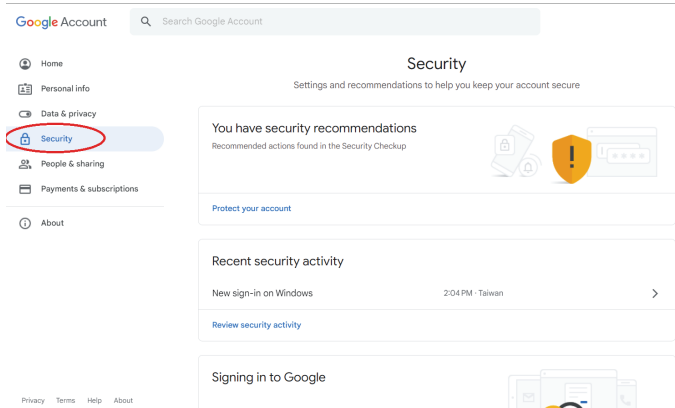 Google Account
Search Google Account
Home
Personal info
Data & privacy
Security
People & sharing
Payments & subscriptions
About
Privacy Terms Help About
Security
Settings and recommendations to help you keep your account secure
You have security recommendations
Recommended actions found in the Security Checkup
Protect your account
Recent security activity
New sign-in on Windows 2:04 PM · Taiwan
Review security activity
Signing in to Google